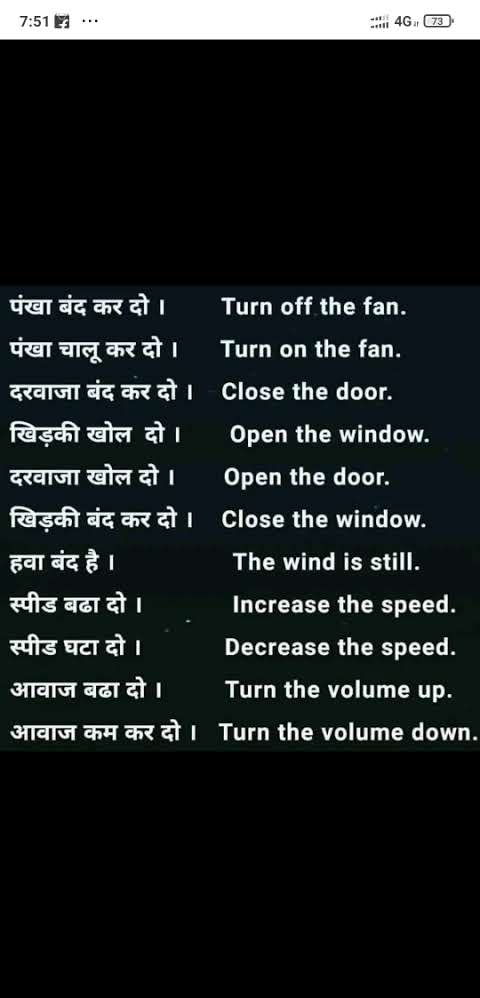 7:51 ... 4G 73
पंखा बंद कर दो । Turn off the fan.
पंखा चालू कर दो । Turn on the fan.
दरवाजा बंद कर दो । Close the door.
खिड़की खोल दो । Open the window.
दरवाजा खोल दो । Open the door.
खिड़की बंद कर दो । Close the window.
हवा बंद है । The wind is still.
स्पीड बढा दो । Increase the speed.
स्पीड घटा दो । Decrease the speed.
आवाज बढा दो । Turn the volume up.
आवाज कम कर दो । Turn the volume down.